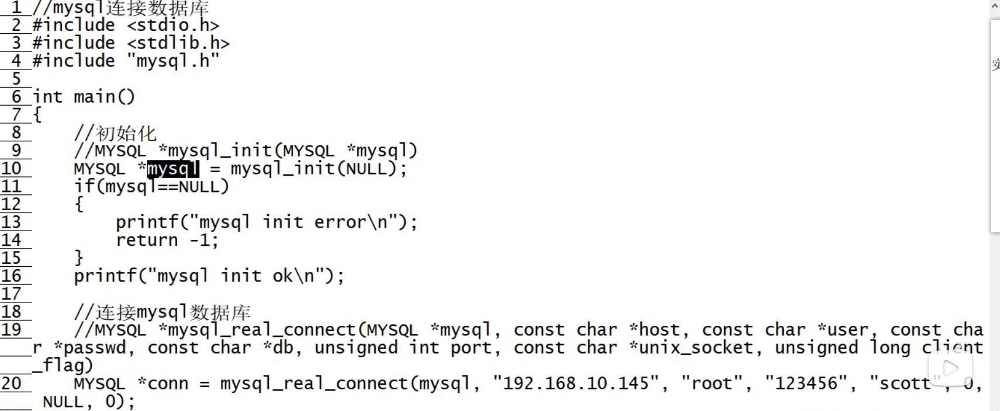 1 //mysql连接数据库
2 #include <stdio.h>
3 #include <stdlib.h>
4 #include "mysql.h"
5
6 int main()
7 {
8 //初始化
9 //MYSQL *mysql_init(MYSQL *mysql)
10 MYSQL *mysql = mysql_init(NULL);
11 if(mysql==NULL)
12 {
13 printf("mysql init error\n");
14 return -1;
15 }
16 printf("mysql init ok\n");
17
18 //连接mysql数据库
19 //MYSQL *mysql_real_connect(MYSQL *mysql, const char *host, const char *user, const cha
r *passwd, const char *db, unsigned int port, const char *unix_socket, unsigned long client
_flag)
20 MYSQL *conn = mysql_real_connect(mysql, "192.168.10.145", "root", "123456", "scott", 0,
NULL, 0);